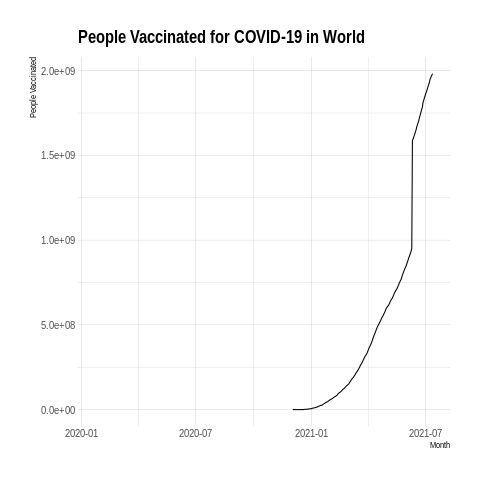 People Vaccinated for COVID-19 in World
People Vaccinated
2.0e+09
1.5e+09
1.0e+09
5.0e+08
0.0e+00
2020-01 2020-07 2021-01 2021-07
Month